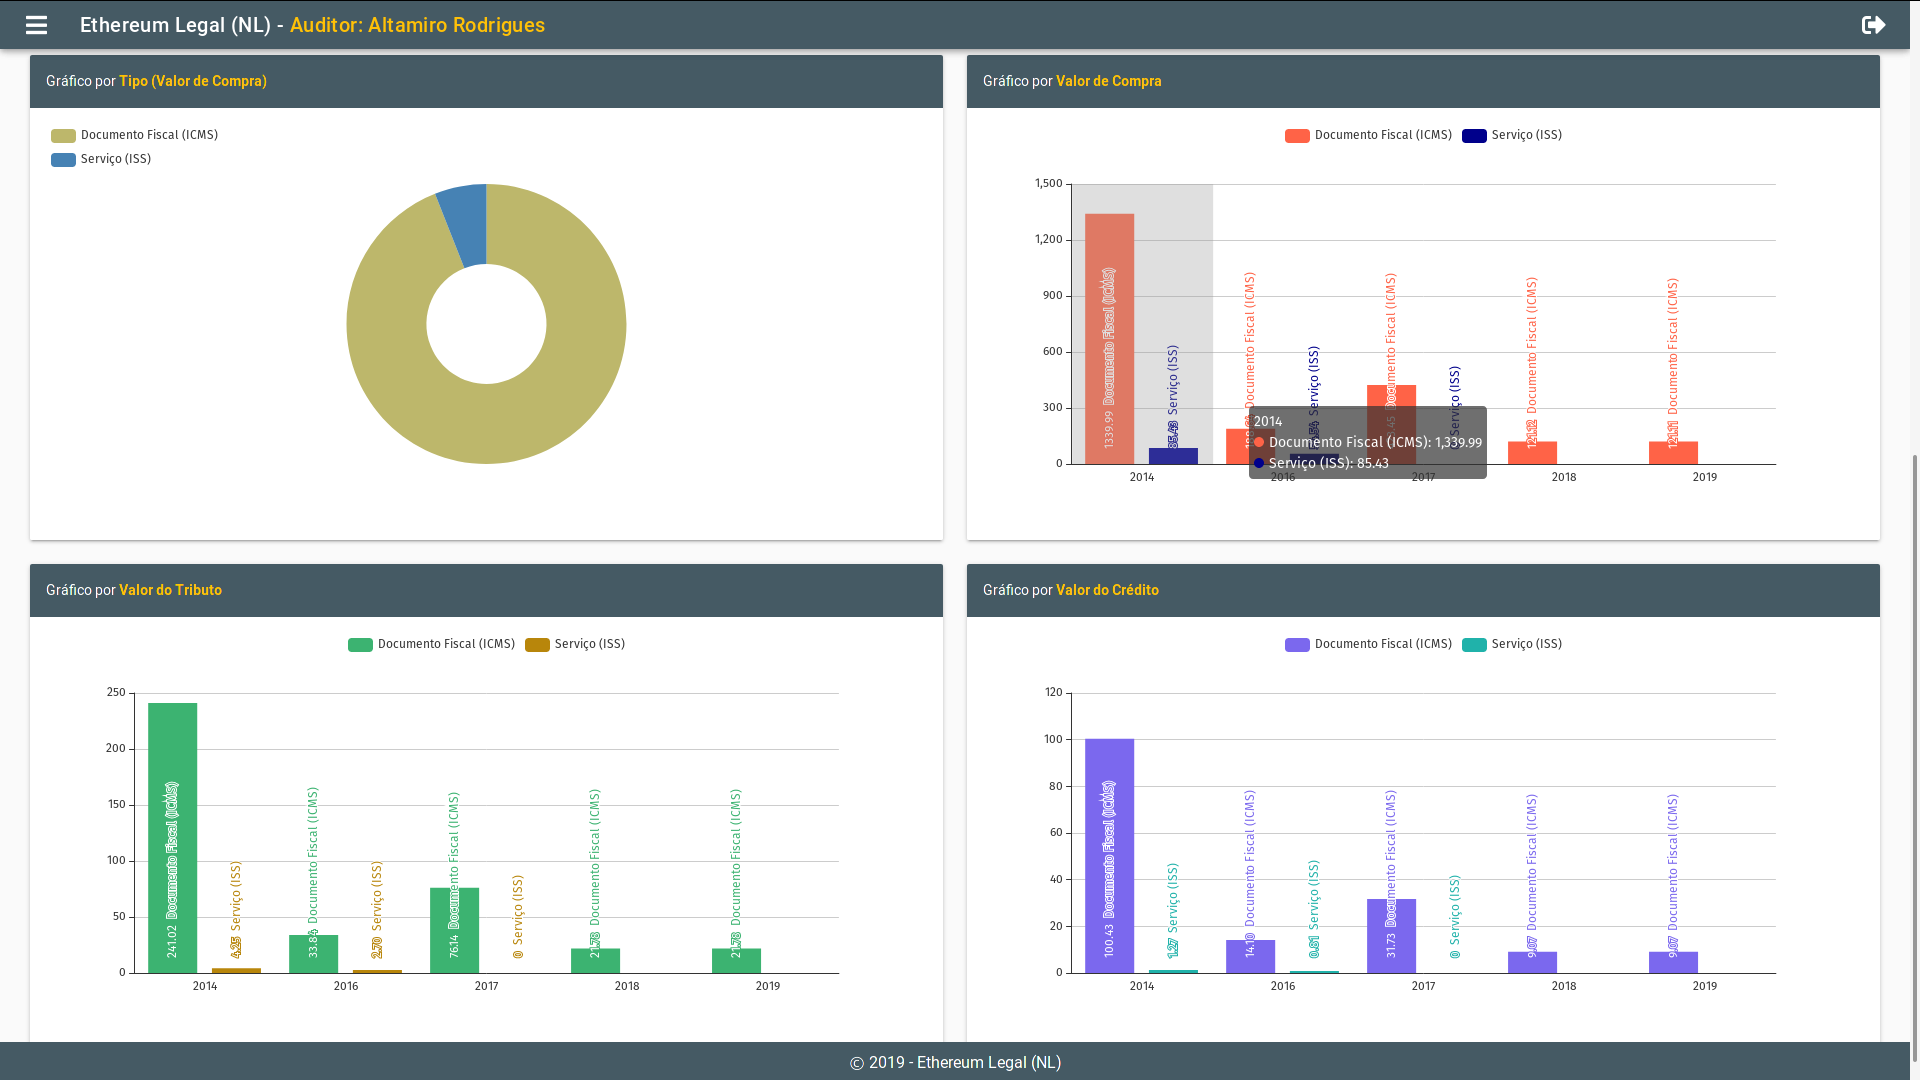 Ethereum Legal (NL) - Auditor: Altamiro Rodrigues
Gráfico por Tipo (Valor de Compra)
Documento Fiscal (ICMS)
Serviço (ISS)
Gráfico por Valor de Compra
Documento Fiscal (ICMS) Serviço (ISS)
1,500
1,200
900
600
300
0
1339.99 Documento Fiscal (ICMS)
85.43 Serviço (ISS)
Documento Fiscal (ICMS)
Serviço (ISS)
Documento Fiscal (ICMS)
Serviço (ISS)
121.12 Documento Fiscal (ICMS)
121.11 Documento Fiscal (ICMS)
2014
Documento Fiscal (ICMS): 1,339.99
Serviço (ISS): 85.43
2014 2016 2017 2018 2019
Gráfico por Valor do Tributo
Documento Fiscal (ICMS) Serviço (ISS)
250
200
150
100
50
0
241.02 Documento Fiscal (ICMS)
4.25 Serviço (ISS)
33.84 Documento Fiscal (ICMS)
2.70 Serviço (ISS)
76.14 Documento Fiscal (ICMS)
0 Serviço (ISS)
21.78 Documento Fiscal (ICMS)
21.78 Documento Fiscal (ICMS)
2014 2016 2017 2018 2019
Gráfico por Valor do Crédito
Documento Fiscal (ICMS) Serviço (ISS)
120
100
80
60
40
20
0
100.43 Documento Fiscal (ICMS)
1.27 Serviço (ISS)
14.10 Documento Fiscal (ICMS)
0.81 Serviço (ISS)
31.73 Documento Fiscal (ICMS)
0 Serviço (ISS)
9.07 Documento Fiscal (ICMS)
9.07 Documento Fiscal (ICMS)
2014 2016 2017 2018 2019
© 2019 - Ethereum Legal (NL)